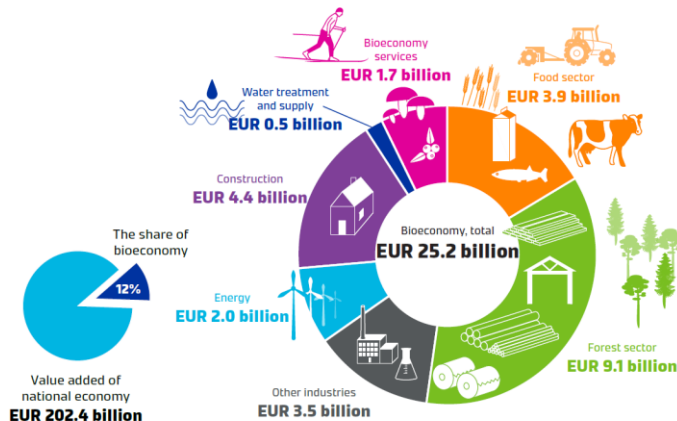 Bioeconomy
services
EUR 1.7 billion
Food sector
EUR 3.9 billion
Water treatment
and supply
EUR 0.5 billion
Construction
EUR 4.4 billion
Bioeconomy, total
EUR 25.2 billion
The share of
bioeconomy
12%
Energy
EUR 2.0 billion
Forest sector
EUR 9.1 billion
Value added of
national economy
EUR 202.4 billion
Other industries
EUR 3.5 billion